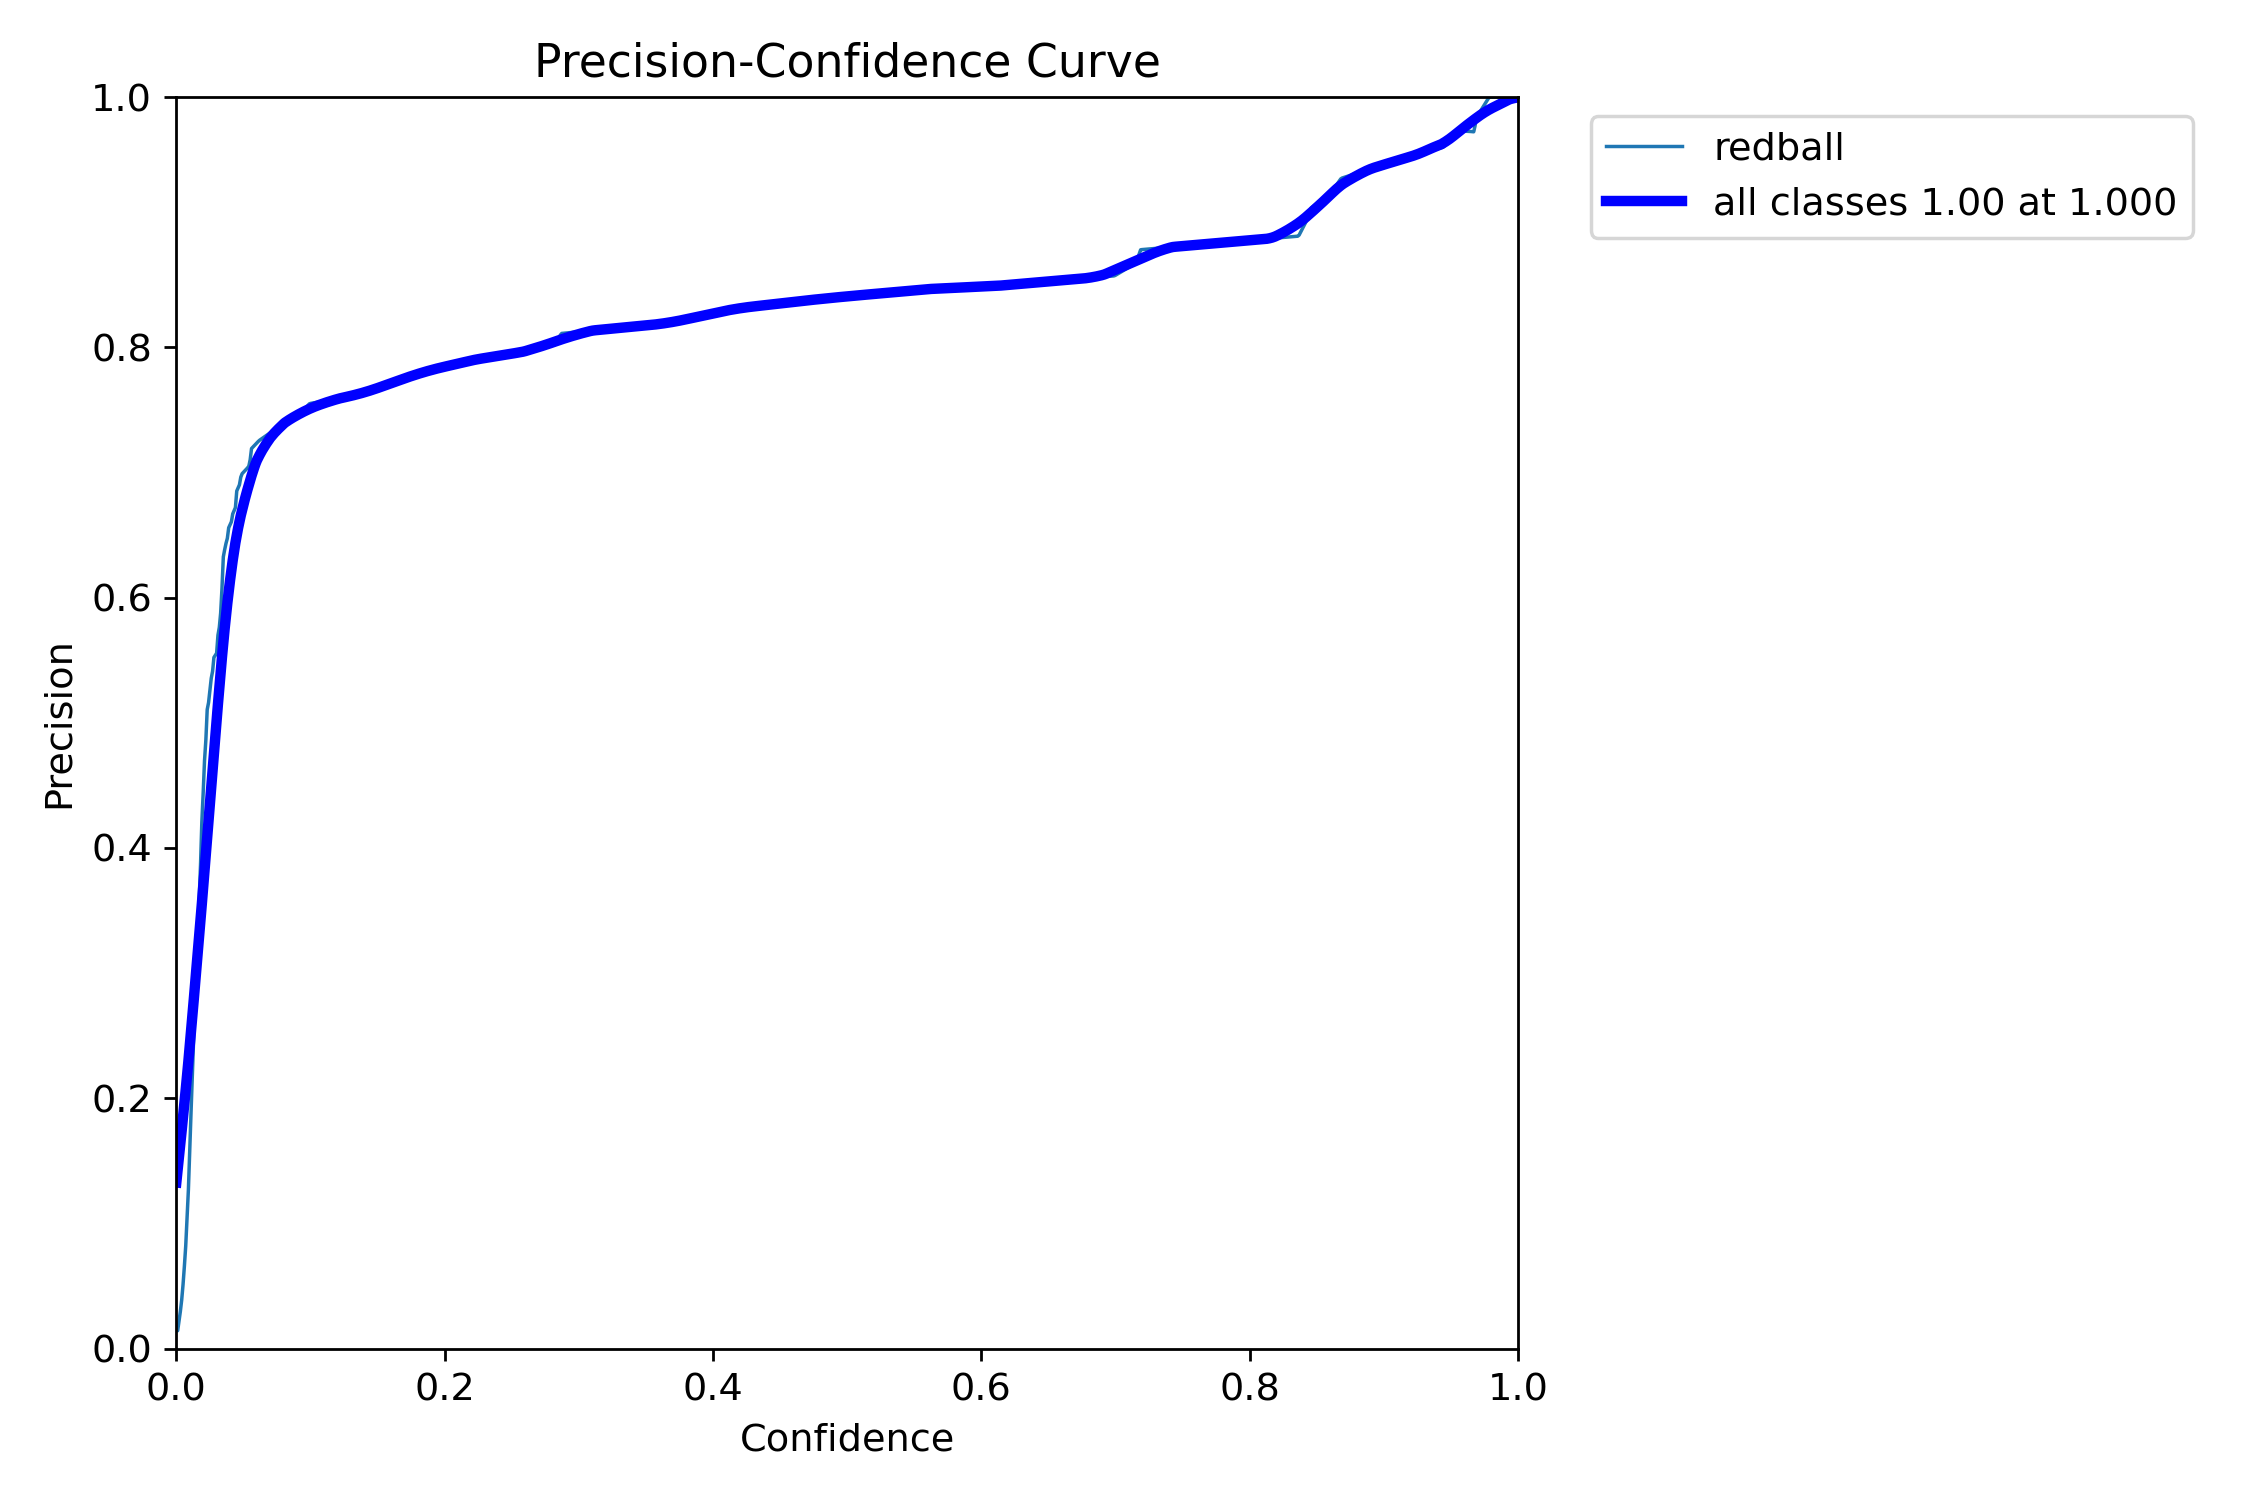 Precision-Confidence Curve
1.0
0.8
0.6
0.4
0.2
0.0
Precision
0.0 0.2 0.4 0.6 0.8 1.0
Confidence
redball
all classes 1.00 at 1.000